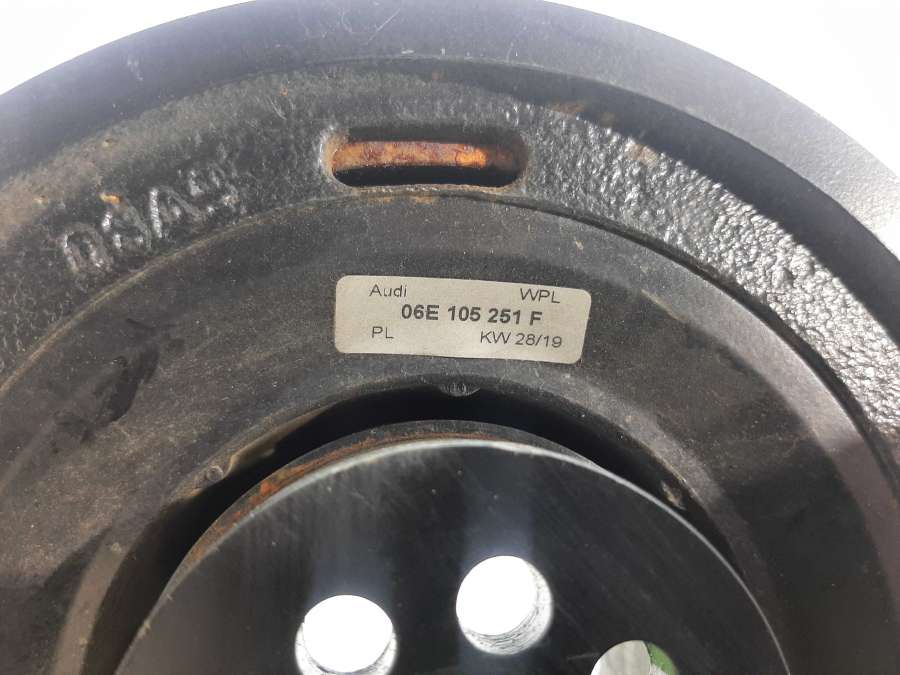 Audi WPL
06E 105 251 F
PL KW 28/19